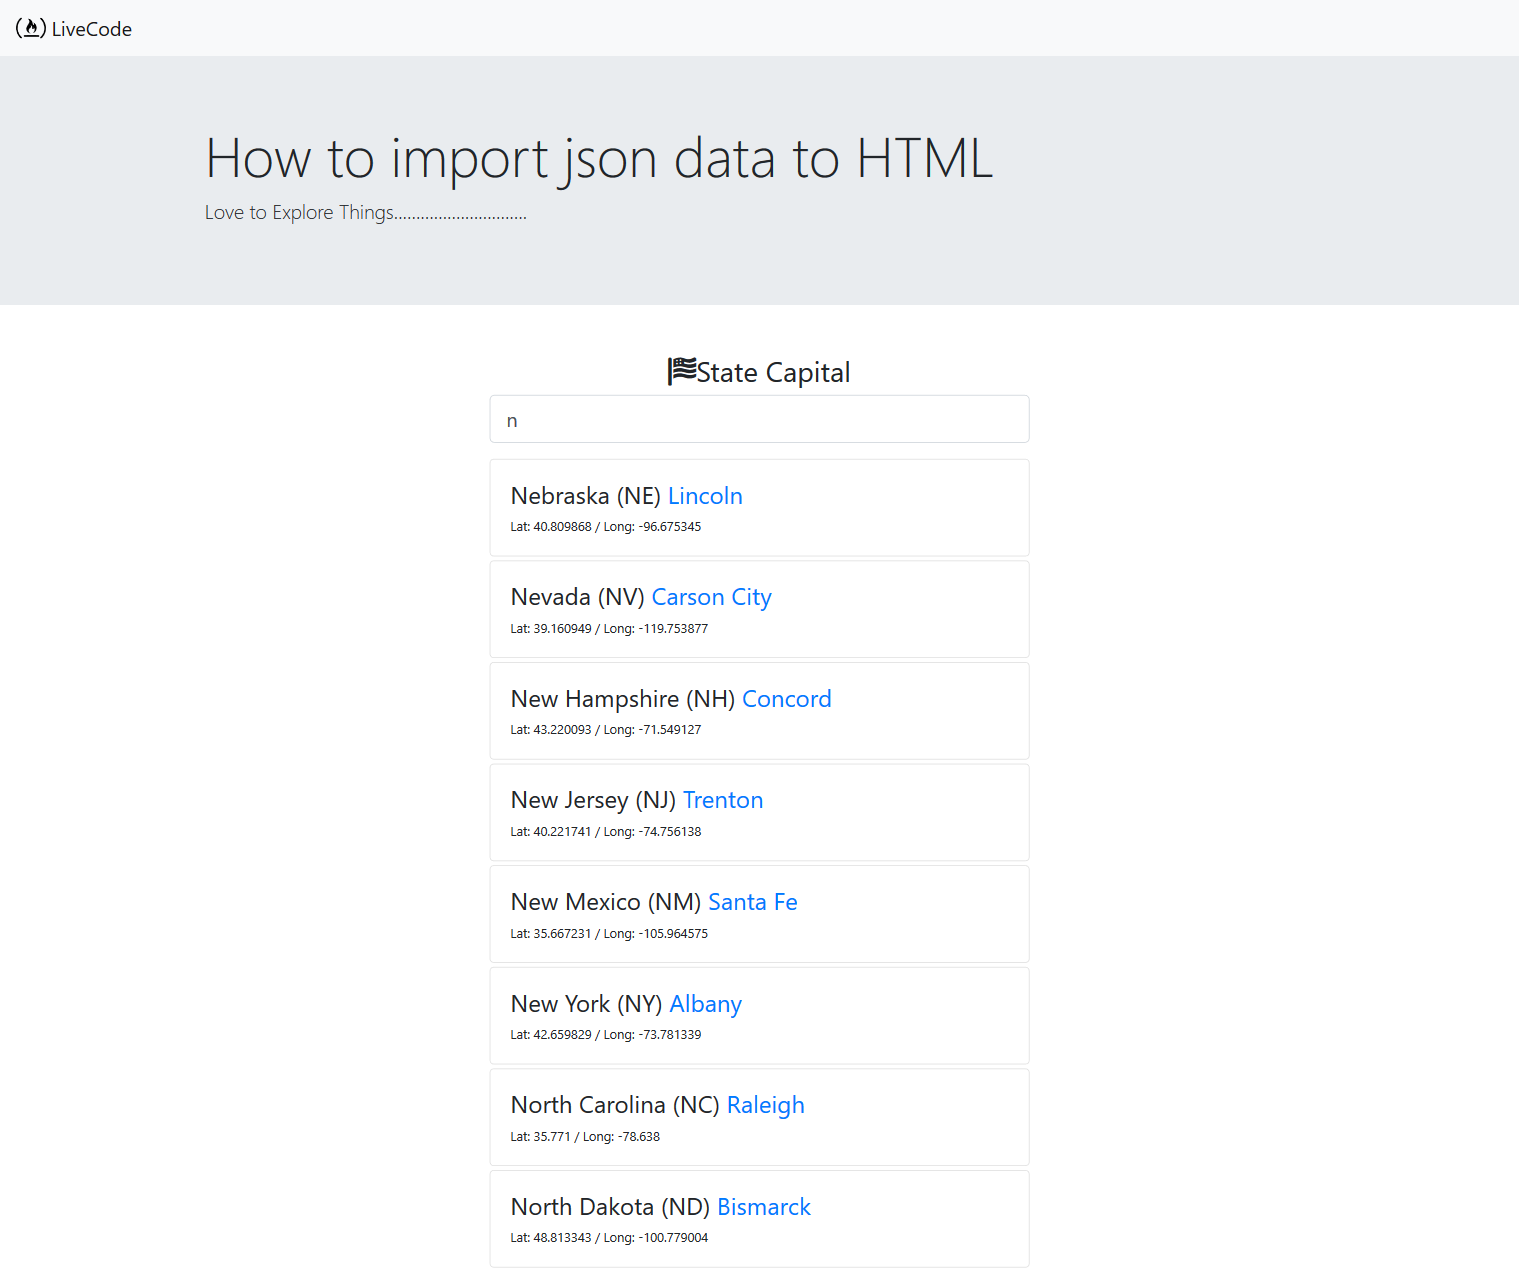 LiveCode
How to import json data to HTML
Love to Explore Things..............................
State Capital
n
Nebraska (NE) Lincoln
Lat: 40.809868 / Long: -96.675345
Nevada (NV) Carson City
Lat: 39.160949 / Long: -119.753877
New Hampshire (NH) Concord
Lat: 43.220093 / Long: -71.549127
New Jersey (NJ) Trenton
Lat: 40.221741 / Long: -74.756138
New Mexico (NM) Santa Fe
Lat: 35.667231 / Long: -105.964575
New York (NY) Albany
Lat: 42.659829 / Long: -73.781339
North Carolina (NC) Raleigh
Lat: 35.771 / Long: -78.638
North Dakota (ND) Bismarck
Lat: 48.813343 / Long: -100.779004